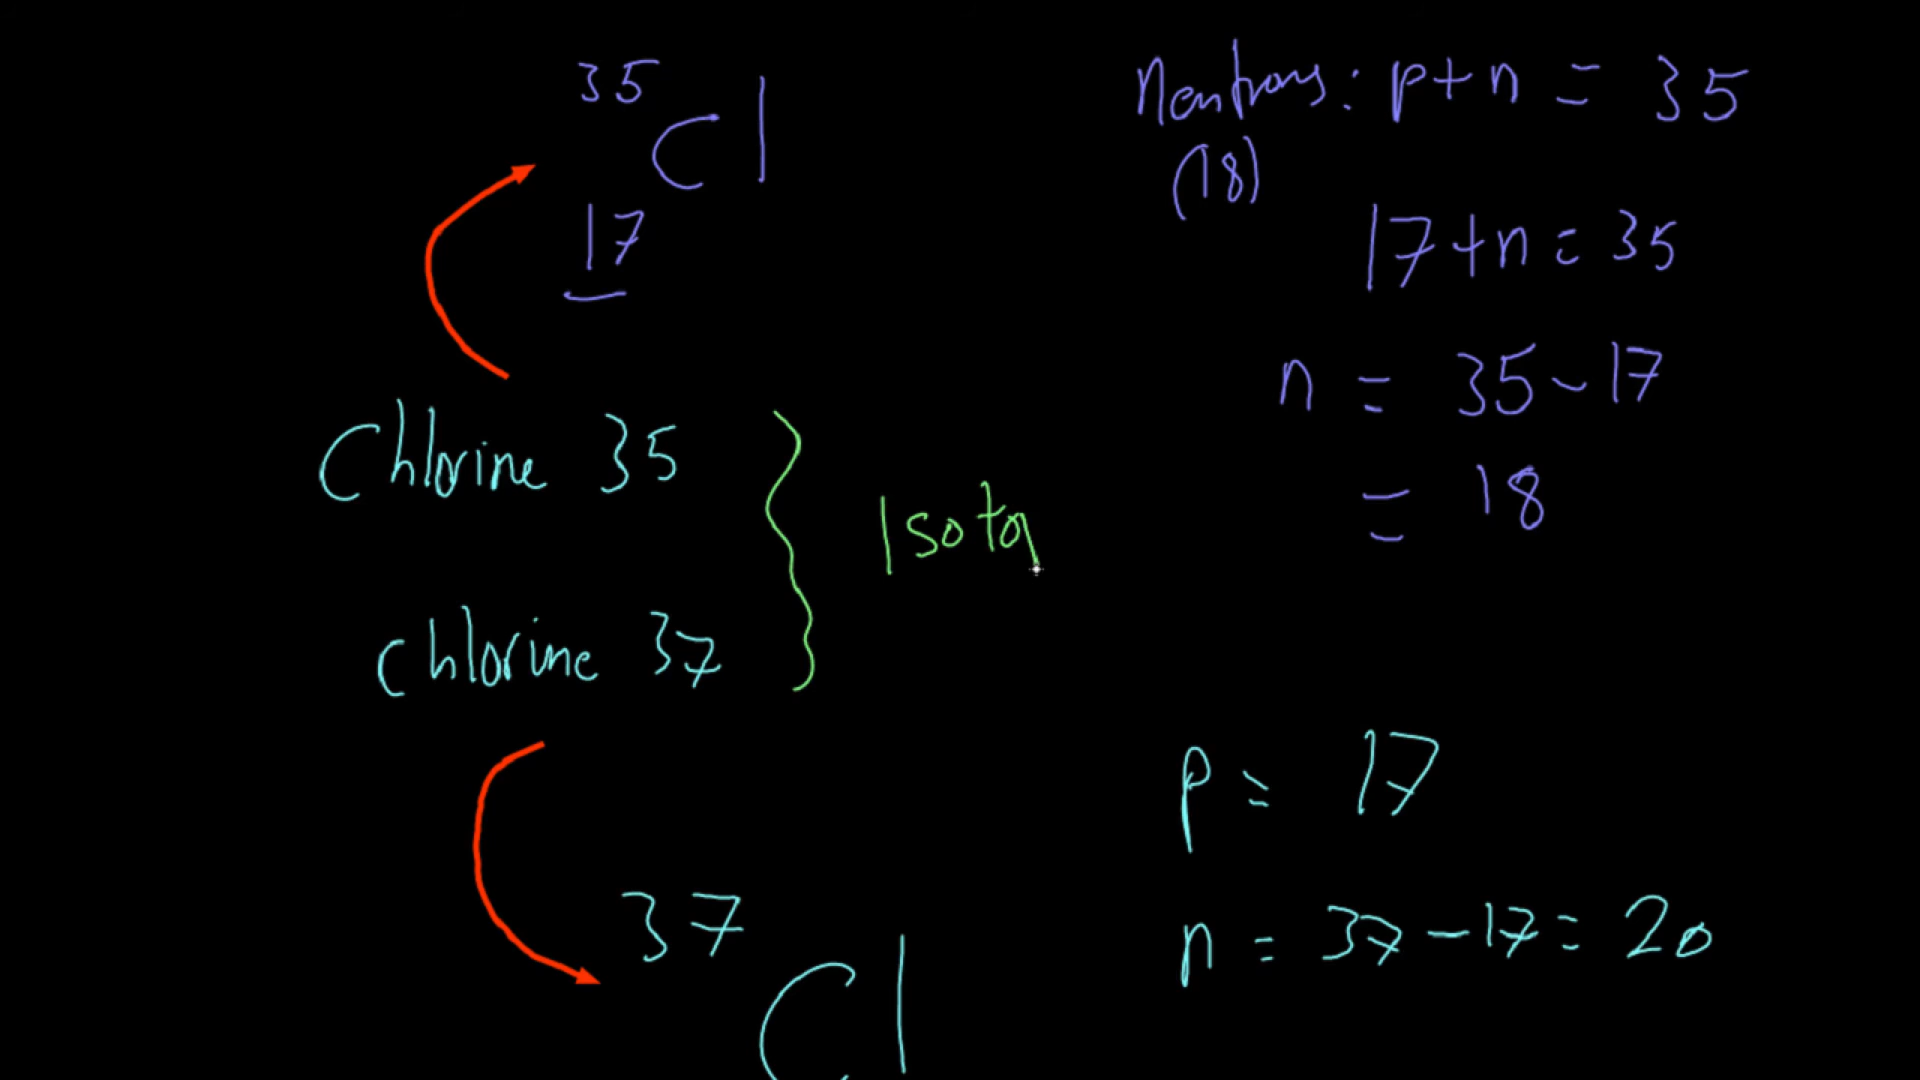 35
Cl
17
Neutrons: p+n = 35
(18)
17+n = 35
n = 35-17
= 18
Chlorine 35
Isotop
chlorine 37
p = 17
n = 37-17 = 20
37
Cl